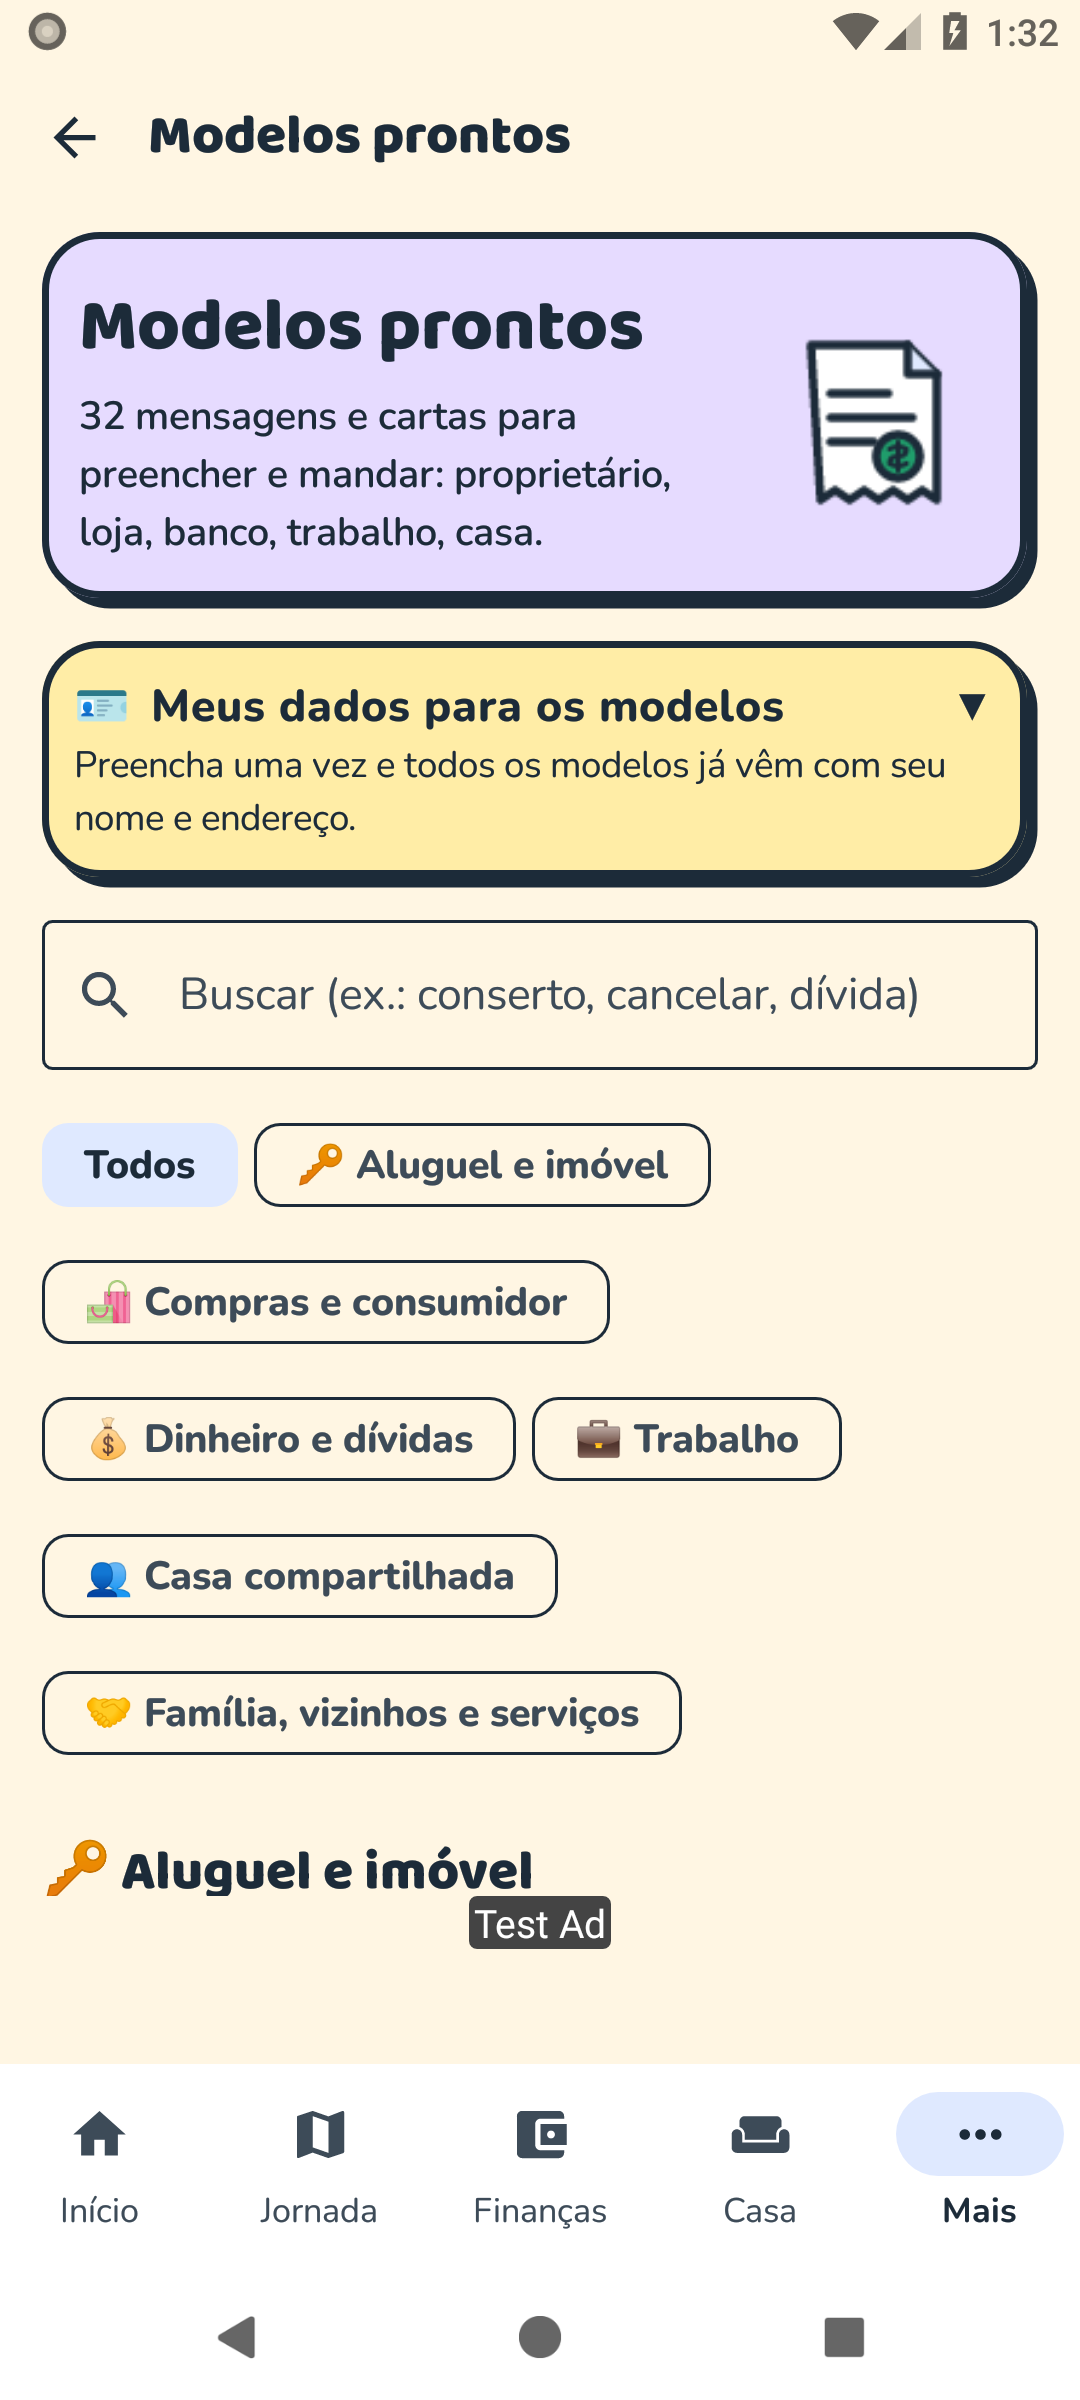 1:32
Modelos prontos
Modelos prontos
32 mensagens e cartas para
preencher e mandar: proprietário,
loja, banco, trabalho, casa.
Meus dados para os modelos
Preencha uma vez e todos os modelos já vêm com seu
nome e endereço.
Buscar (ex.: conserto, cancelar, dívida)
Todos
Aluguel e imóvel
Compras e consumidor
Dinheiro e dívidas
Trabalho
Casa compartilhada
Família, vizinhos e serviços
Aluguel e imóvel
Test Ad
Início
Jornada
Finanças
Casa
Mais